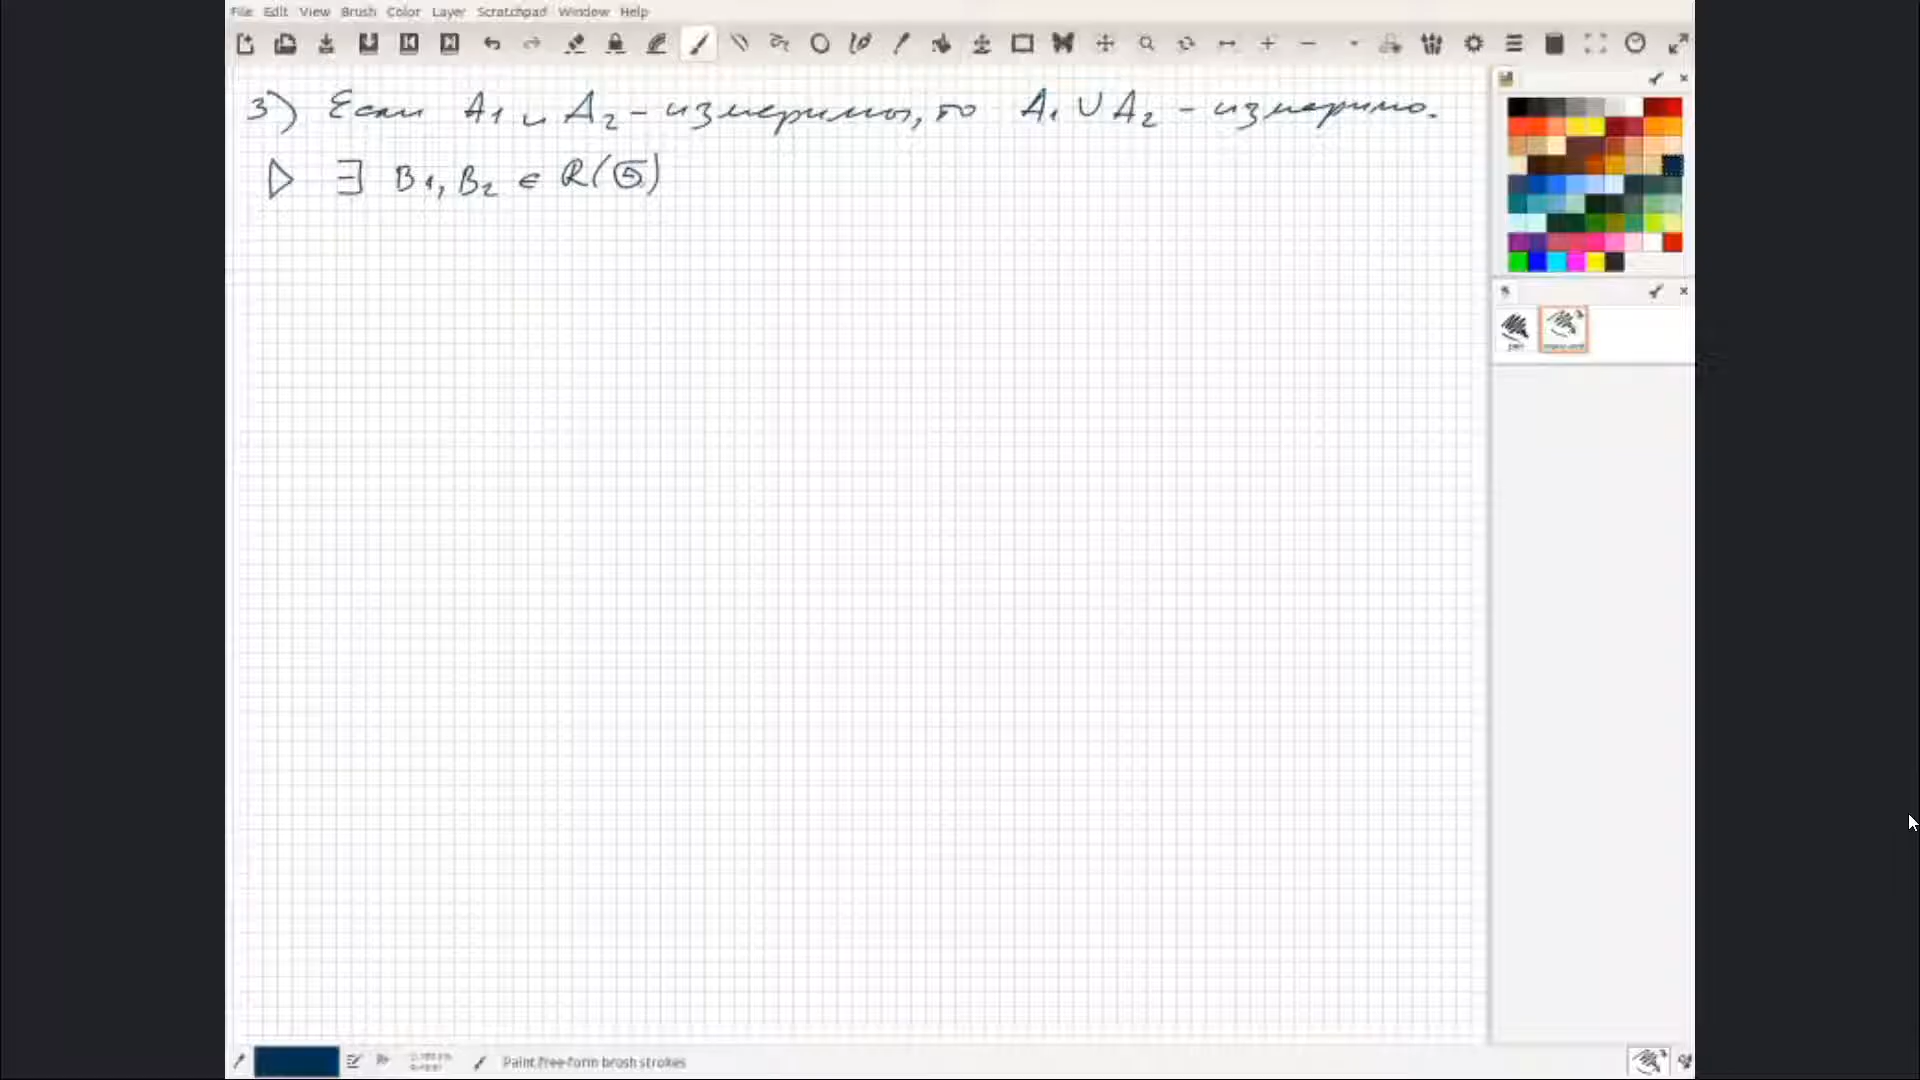 File Edit View Brush Color Layer Scratchpad Window Help
3) Если A₁ и A₂ - измеримы, то A₁ ∪ A₂ - измеримо.
▷ ∃ B₁, B₂ ∈ R(S)
Paint free-form brush strokes